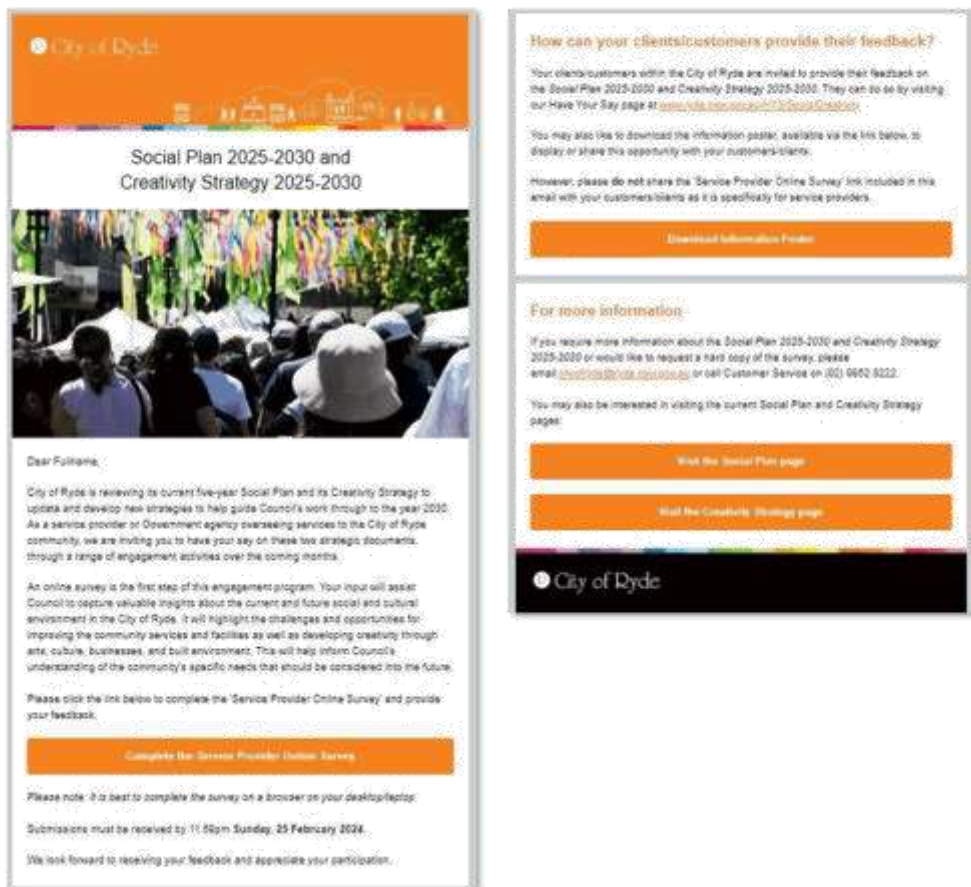 City of Ryde
Social Plan 2025-2030 and
Creativity Strategy 2025-2030
Dear Fullname,
City of Ryde is reviewing its current five-year Social Plan and its Creativity Strategy to
update and develop new strategies to help guide Council's work through to the year 2030.
As a service provider or Government agency overseeing services to the City of Ryde
community, we are inviting you to have your say on these two strategic documents,
through a range of engagement activities over the coming months.
An online survey is the first step of this engagement program. Your input will assist
Council to capture valuable insights about the current and future social and cultural
environment in the City of Ryde. It will highlight the challenges and opportunities for
improving the community services and facilities as well as developing creativity through
arts, culture, businesses, and built environment. This will help inform Council's
understanding of the community's specific needs that should be considered into the future.
Please click the link below to complete the 'Service Provider Online Survey' and provide
your feedback.
Complete the Service Provider Online Survey
Please note: It is best to complete the survey on a browser on your desktop/laptop.
Submissions must be received by 11.59pm Sunday, 25 February 2024.
We look forward to receiving your feedback and appreciate your participation.
How can your clients/customers provide their feedback?
Your clients/customers within the City of Ryde are invited to provide their feedback on
the Social Plan 2025-2030 and Creativity Strategy 2025-2030. They can do so by visiting
our Have Your Say page at
You may also like to download the information poster, available via the link below, to
display or share this opportunity with your customers/clients.
However, please do not share the 'Service Provider Online Survey' link included in this
email with your customers/clients as it is specifically for service providers.
Download Information Poster
For more information
If you require more information about the Social Plan 2025-2030 and Creativity Strategy
2025-2030 or would like to request a hard copy of the survey, please
email or call Customer Service on (02) 9952 8222.
You may also be interested in visiting the current Social Plan and Creativity Strategy
pages:
Visit the Social Plan page
Visit the Creativity Strategy page
City of Ryde